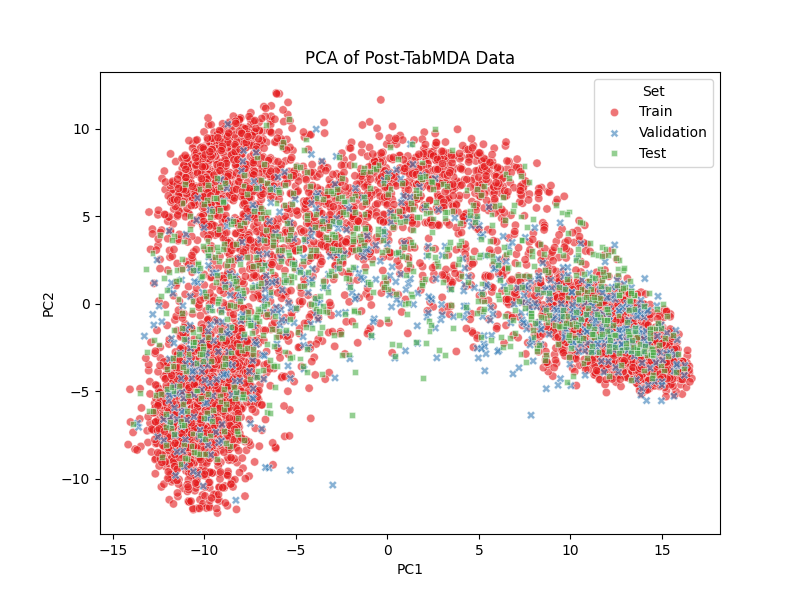 PCA of Post-TabMDA Data
Set
Train
Validation
Test
10
5
0
−5
−10
PC2
−15
−10
−5
0
5
10
15
PC1